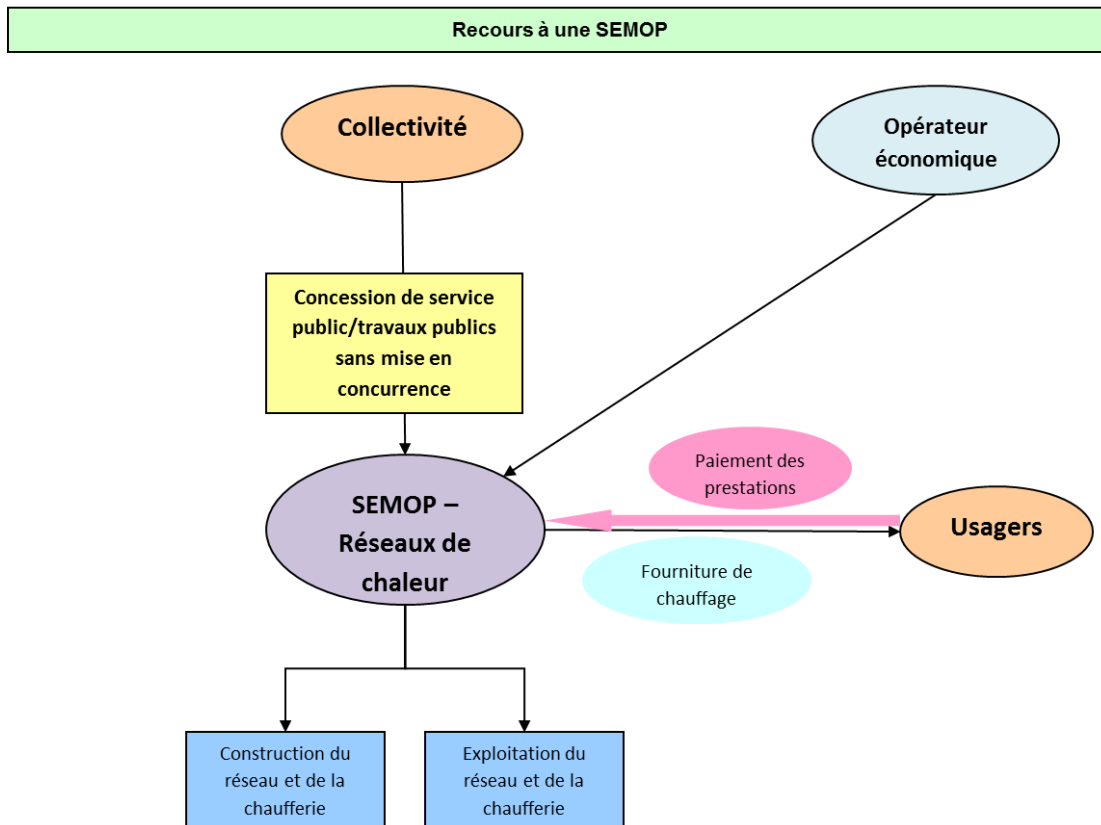 Recours à une SEMOP
Collectivité
Opérateur
économique
Concession de service
public/travaux publics
sans mise en
concurrence
Paiement des
prestations
SEMOP –
Réseaux de
chaleur
Usagers
Fourniture de
chauffage
Construction du
réseau et de la
chaufferie
Exploitation du
réseau et de la
chaufferie